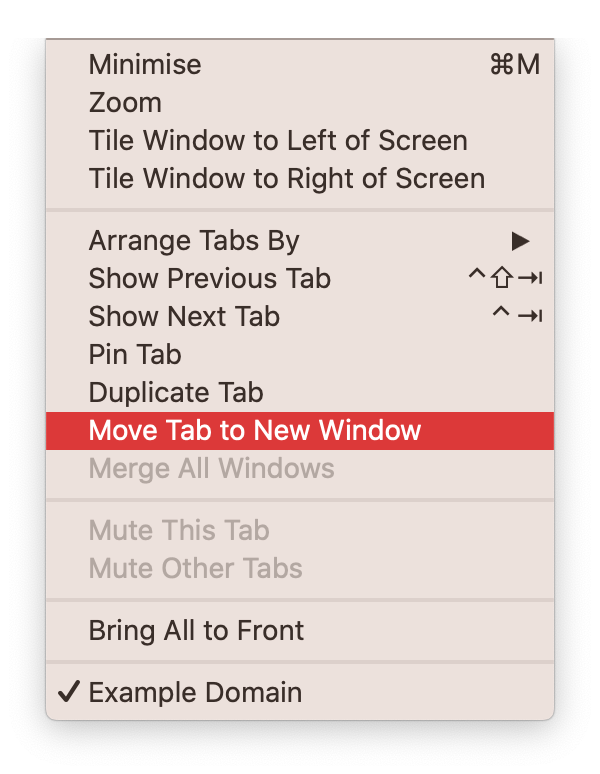 Minimise ⌘M
Zoom
Tile Window to Left of Screen
Tile Window to Right of Screen
Arrange Tabs By ▶
Show Previous Tab ^⇧⇥
Show Next Tab ^⇥
Pin Tab
Duplicate Tab
Move Tab to New Window
Merge All Windows
Mute This Tab
Mute Other Tabs
Bring All to Front
✓ Example Domain